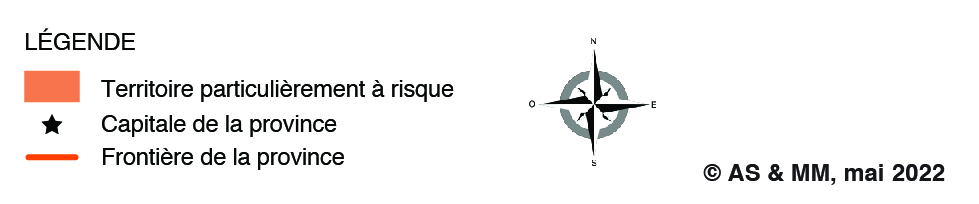 LÉGENDE
Territoire particulièrement à risque
Capitale de la province
Frontière de la province
N
O E
S
© AS & MM, mai 2022